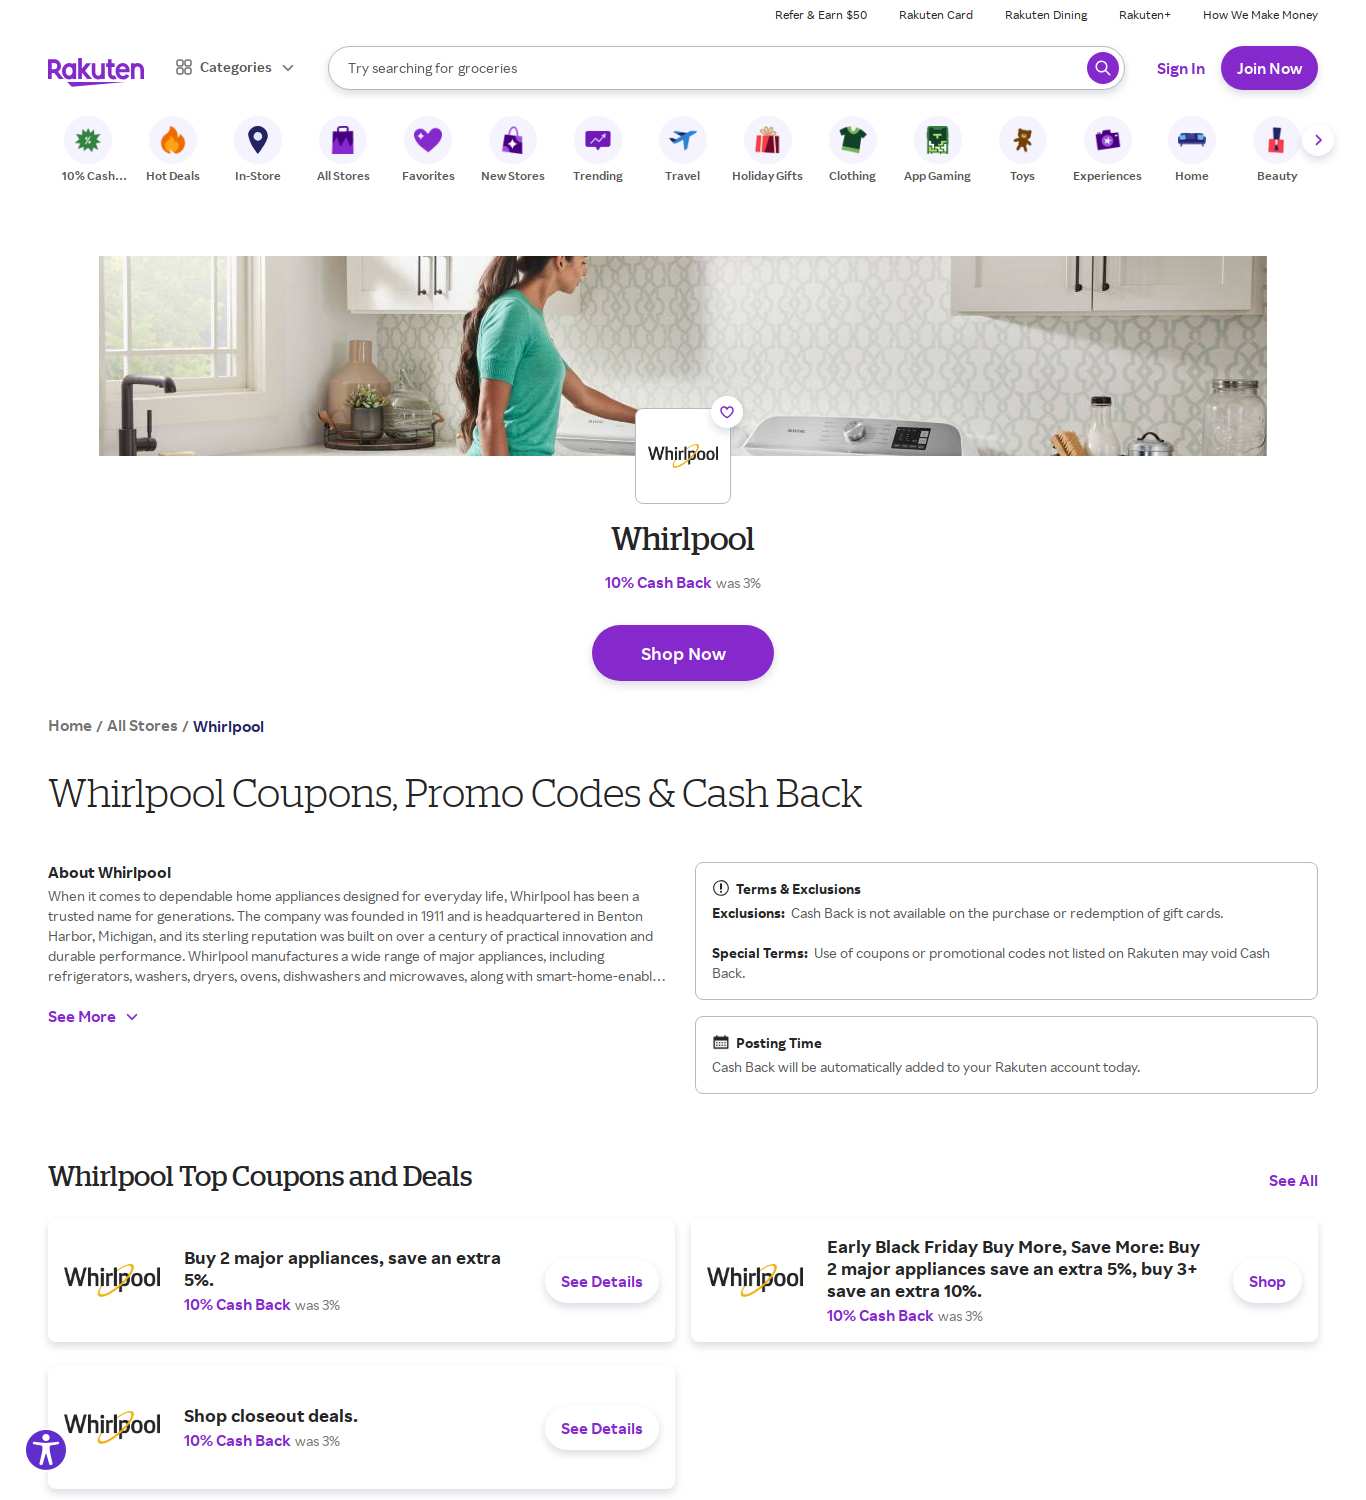 Refer & Earn $50 Rakuten Card Rakuten Dining Rakuten+ How We Make Money
Rakuten Categories Try searching for groceries Sign In Join Now
10% Cash... Hot Deals In-Store All Stores Favorites New Stores Trending Travel Holiday Gifts Clothing App Gaming Toys Experiences Home Beauty
Whirlpool
Whirlpool
10% Cash Back was 3%
Shop Now
Home / All Stores / Whirlpool
Whirlpool Coupons, Promo Codes & Cash Back
About Whirlpool
When it comes to dependable home appliances designed for everyday life, Whirlpool has been a
trusted name for generations. The company was founded in 1911 and is headquartered in Benton
Harbor, Michigan, and its sterling reputation was built on over a century of practical innovation and
durable performance. Whirlpool manufactures a wide range of major appliances, including
refrigerators, washers, dryers, ovens, dishwashers and microwaves, along with smart-home-enabl...
See More
Terms & Exclusions
Exclusions: Cash Back is not available on the purchase or redemption of gift cards.
Special Terms: Use of coupons or promotional codes not listed on Rakuten may void Cash
Back.
Posting Time
Cash Back will be automatically added to your Rakuten account today.
Whirlpool Top Coupons and Deals
See All
Whirlpool
Buy 2 major appliances, save an extra
5%.
10% Cash Back was 3%
See Details
Whirlpool
Early Black Friday Buy More, Save More: Buy
2 major appliances save an extra 5%, buy 3+
save an extra 10%.
10% Cash Back was 3%
Shop
Whirlpool
Shop closeout deals.
10% Cash Back was 3%
See Details